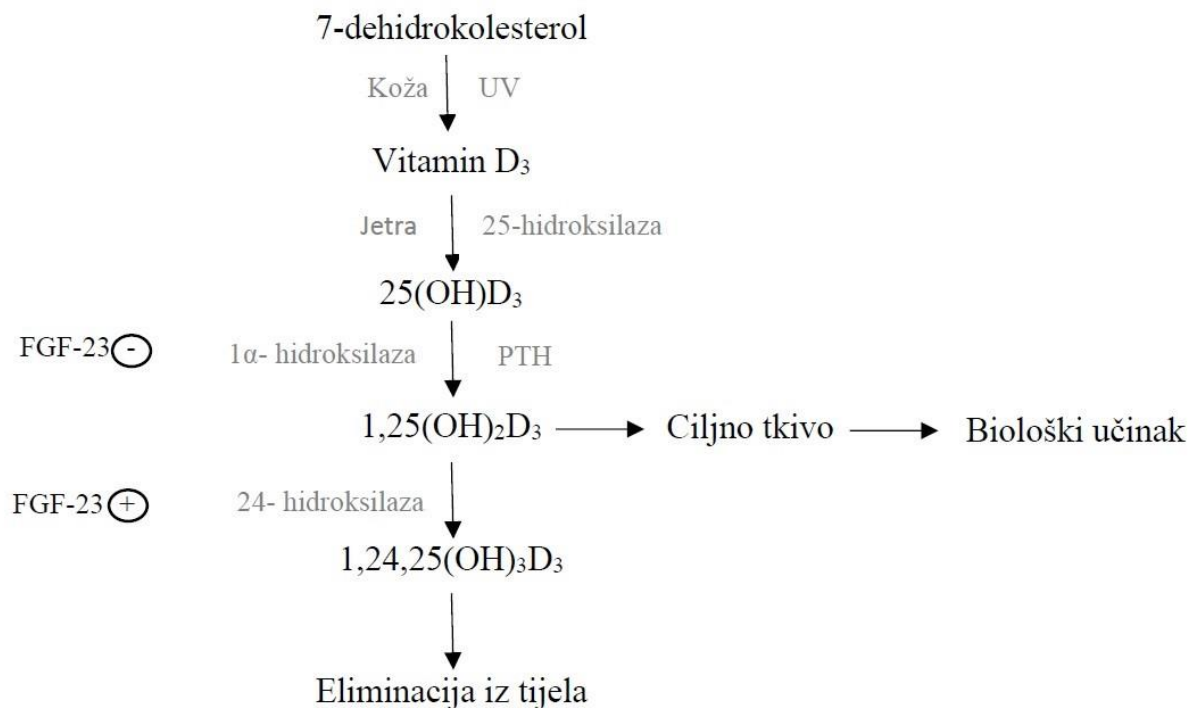 7-dehidrokolesterol
Koža UV
Vitamin D₃
Jetra 25-hidroksilaza
25(OH)D₃
FGF-23 - 1α- hidroksilaza PTH
1,25(OH)₂D₃ Ciljno tkivo Biološki učinak
FGF-23 + 24- hidroksilaza
1,24,25(OH)₃D₃
Eliminacija iz tijela